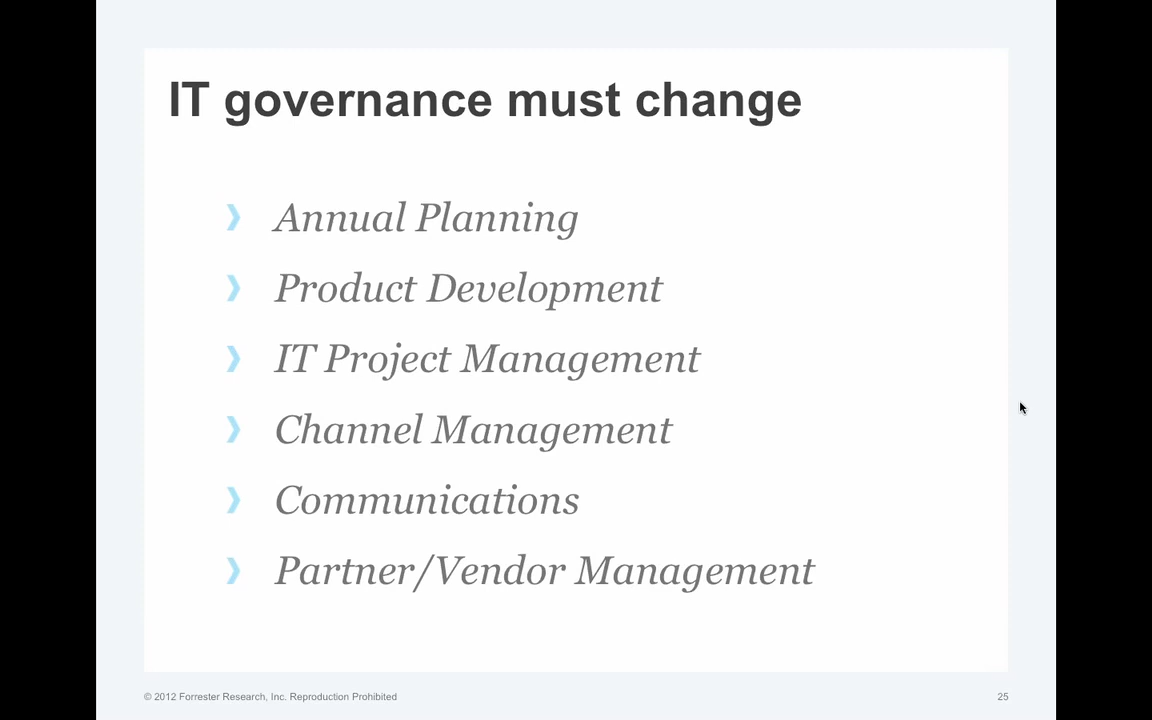 IT governance must change
Annual Planning
Product Development
IT Project Management
Channel Management
Communications
Partner/Vendor Management
© 2012 Forrester Research, Inc. Reproduction Prohibited
25